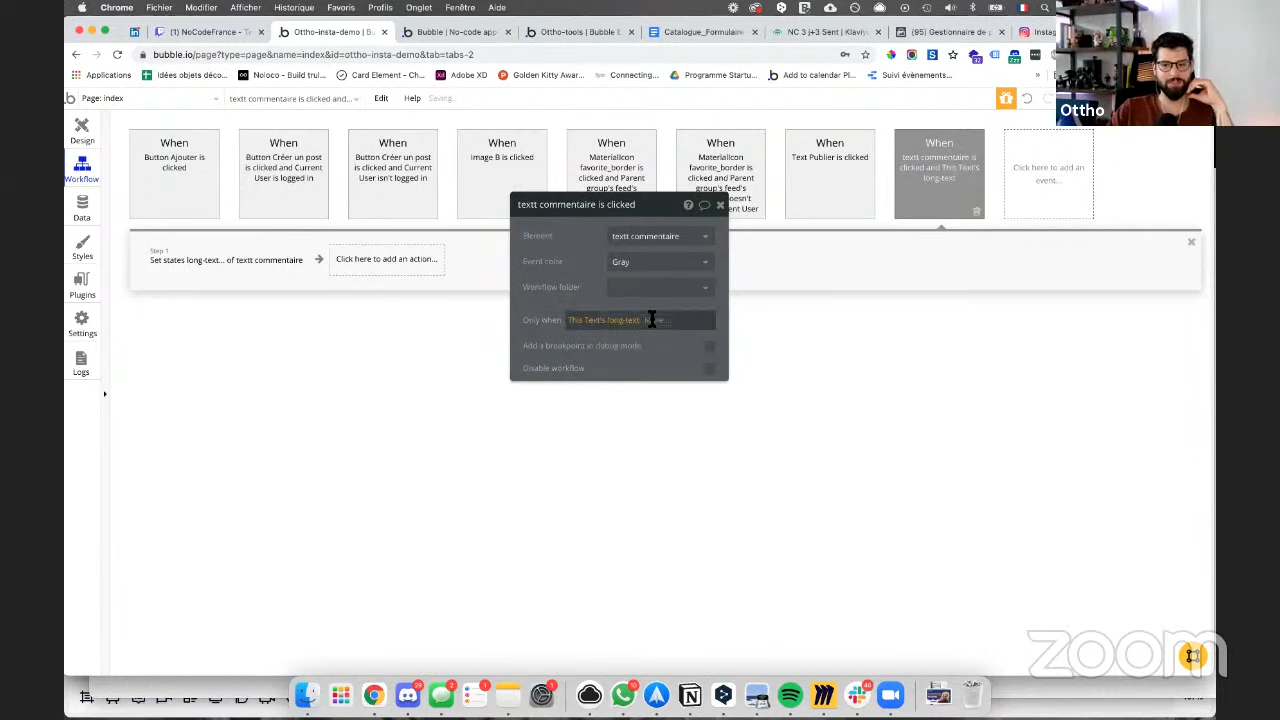 Chrome Fichier Modifier Afficher Historique Favoris Profils Onglet Fenêtre Aide
(1) NoCodeFrance - Tw
Ottho-insta-demo | B
Bubble | No-code app
Ottho-tools | Bubble
Catalogue_Formulaire
NC 3 j+3 Sent | Klaviy
(95) Gestionnaire de p
Instag
bubble.io/page?type=page&name=index&id=ottho-insta-demo&tab=tabs-2
Applications
Idées objets déco...
Noloco - Build trul...
Card Element - Car...
Adobe XD
Golden Kitty Awar...
Connecting...
Programme Startu...
Add to calendar Pl...
Suivi évènements...
»
Ottho
Page: index
textt commentaire is clicked and...
Edit
Help
Saving...
Design
Workflow
Data
Styles
Plugins
Settings
Logs
When
Button Ajouter is
clicked
When
Button Créer un post
is clicked and Current
User is logged in
When
Button Créer un post
is clicked and Current
User isn't logged in
When
Image B is clicked
When
MaterialIcon
favorite_border is
clicked and Parent
group's feed's
When
MaterialIcon
favorite_border is
clicked and Parent
group's feed's
doesn't
User
When
Text Publier is clicked
When
textt commentaire is
clicked and This Text's
long-text
Click here to add an
event...
Step 1
Set states long-text... of textt commentaire
Click here to add an action...
textt commentaire is clicked
Element
textt commentaire
Event color
Gray
Workflow folder
Only when
This Text's long-text
Add a breakpoint in debug mode
Disable workflow
zoom